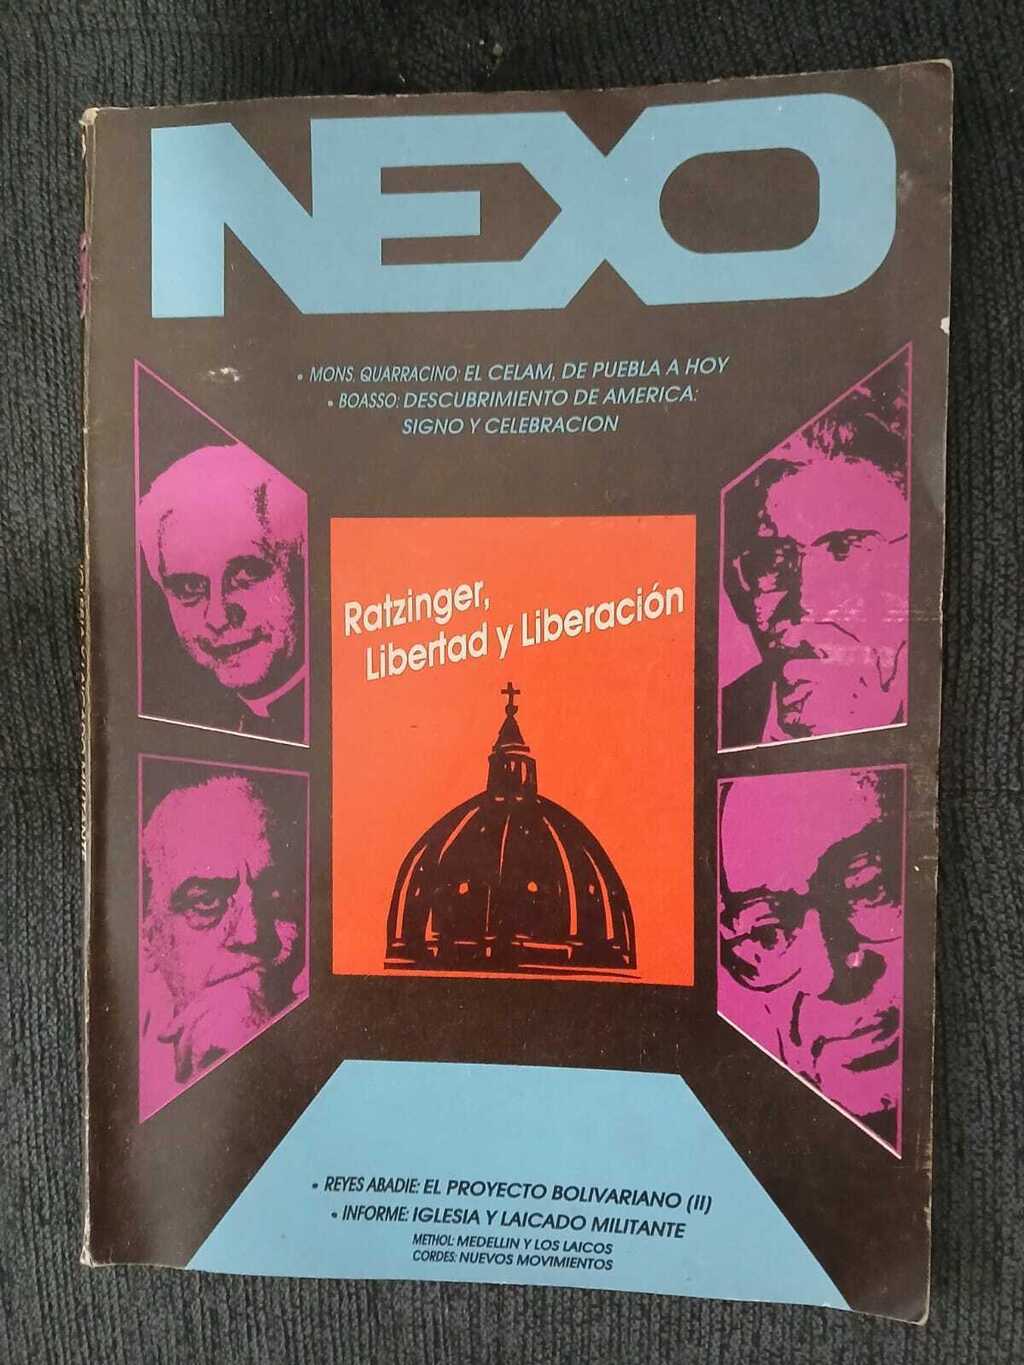 NEXO
• MONS. QUARRACINO: EL CELAM, DE PUEBLA A HOY
• BOASSO: DESCUBRIMIENTO DE AMERICA:
SIGNO Y CELEBRACION
Ratzinger,
Libertad y Liberación
• REYES ABADIE: EL PROYECTO BOLIVARIANO (II)
• INFORME: IGLESIA Y LAICADO MILITANTE
METHOL: MEDELLIN Y LOS LAICOS
CORDES: NUEVOS MOVIMIENTOS